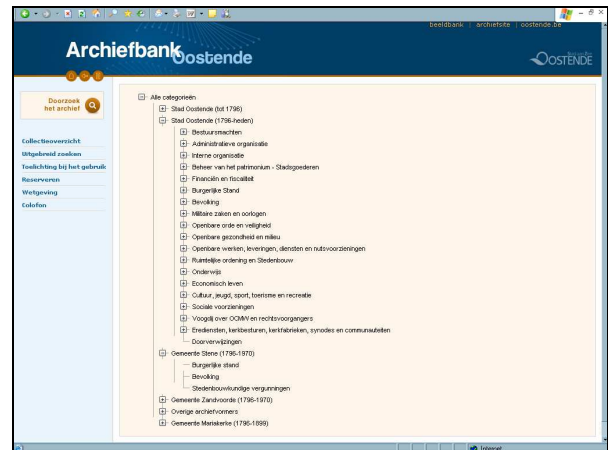 beeldbank | archiefsite | oostende.be
Archiefbank
oostende
OOSTENDE
Doorzoek
het archief
Collectieoverzicht
Uitgebreid zoeken
Toelichting bij het gebruik
Reserveren
Wetgeving
Colofon
Alle categorieën
Stad Oostende (tot 1796)
Stad Oostende (1796-heden)
Bestuursmachten
Administratieve organisatie
Interne organisatie
Beheer van het patrimonium - Stadsgoederen
Financiën en fiscaliteit
Burgerlijke Stand
Bevolking
Militaire zaken en oorlogen
Openbare orde en veiligheid
Openbare gezondheid en milieu
Openbare werken, leveringen, diensten en nutsvoorzieningen
Ruimtelijke ordening en Stedenbouw
Onderwijs
Economisch leven
Cultuur, jeugd, sport, toerisme en recreatie
Sociale voorzieningen
Voogdij over OCMW en rechtsvoorgangers
Erediensten, kerkbesturen, kerkfabrieken, synodes en communauteiten
Doorverwijzingen
Gemeente Stene (1796-1970)
Burgerlijke stand
Bevolking
Stedenbouwkundige vergunningen
Gemeente Zandvoorde (1796-1970)
Overige archiefvormers
Gemeente Mariakerke (1796-1899)
Internet